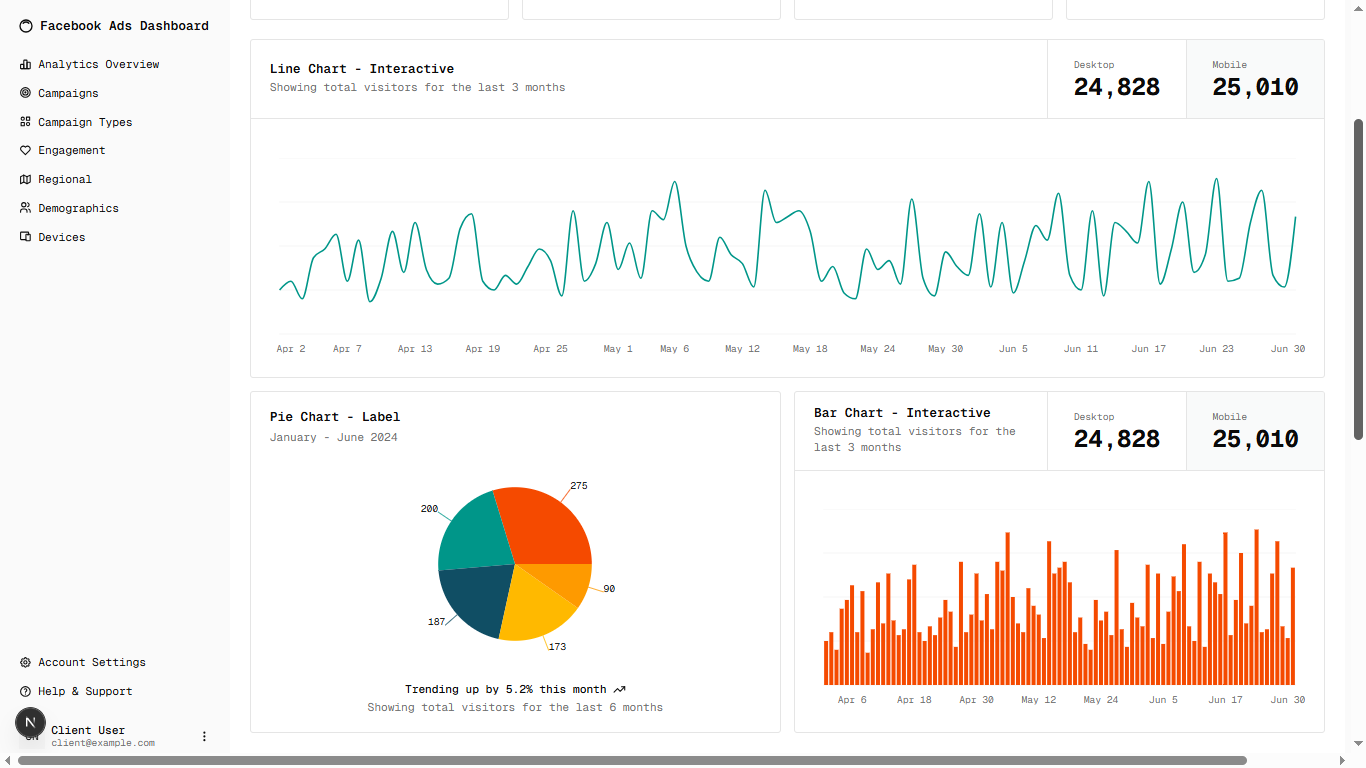 Facebook Ads Dashboard
Analytics Overview
Campaigns
Campaign Types
Engagement
Regional
Demographics
Devices
Account Settings
Help & Support
N
Client User
client@example.com
Line Chart - Interactive
Showing total visitors for the last 3 months
Desktop
24,828
Mobile
25,010
Apr 2 Apr 7 Apr 13 Apr 19 Apr 25 May 1 May 6 May 12 May 18 May 24 May 30 Jun 5 Jun 11 Jun 17 Jun 23 Jun 30
Pie Chart - Label
January - June 2024
275
200
90
187
173
Trending up by 5.2% this month
Showing total visitors for the last 6 months
Bar Chart - Interactive
Showing total visitors for the
last 3 months
Desktop
24,828
Mobile
25,010
Apr 6 Apr 18 Apr 30 May 12 May 24 Jun 5 Jun 17 Jun 30